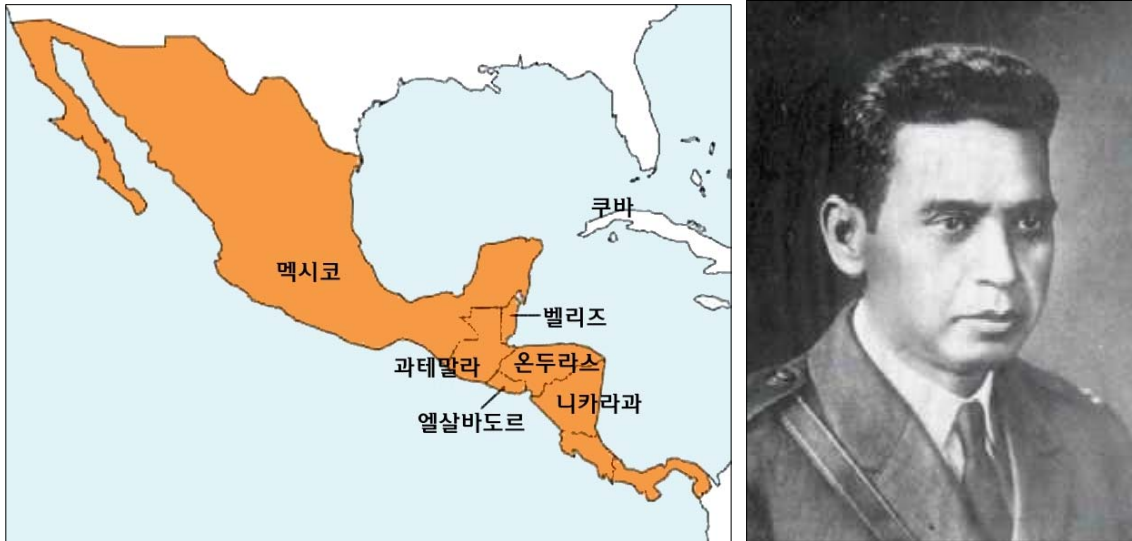 쿠바
멕시코
벨리즈
과테말라
온두라스
니카라과
엘살바도르